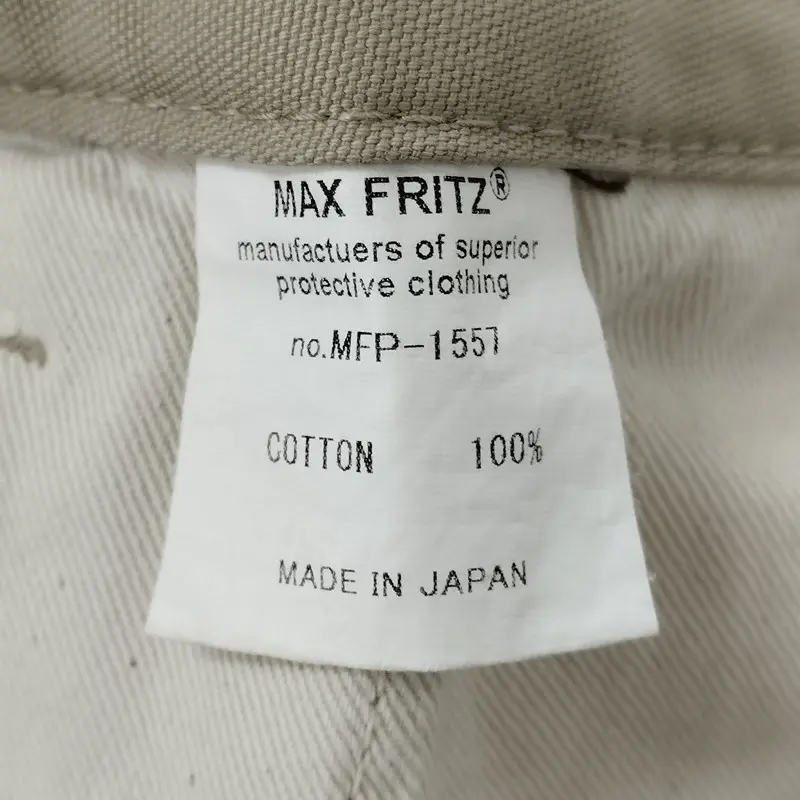 MAX FRITZ®
manufactuers of superior
protective clothing
no.MFP-1557
COTTON 100%
MADE IN JAPAN